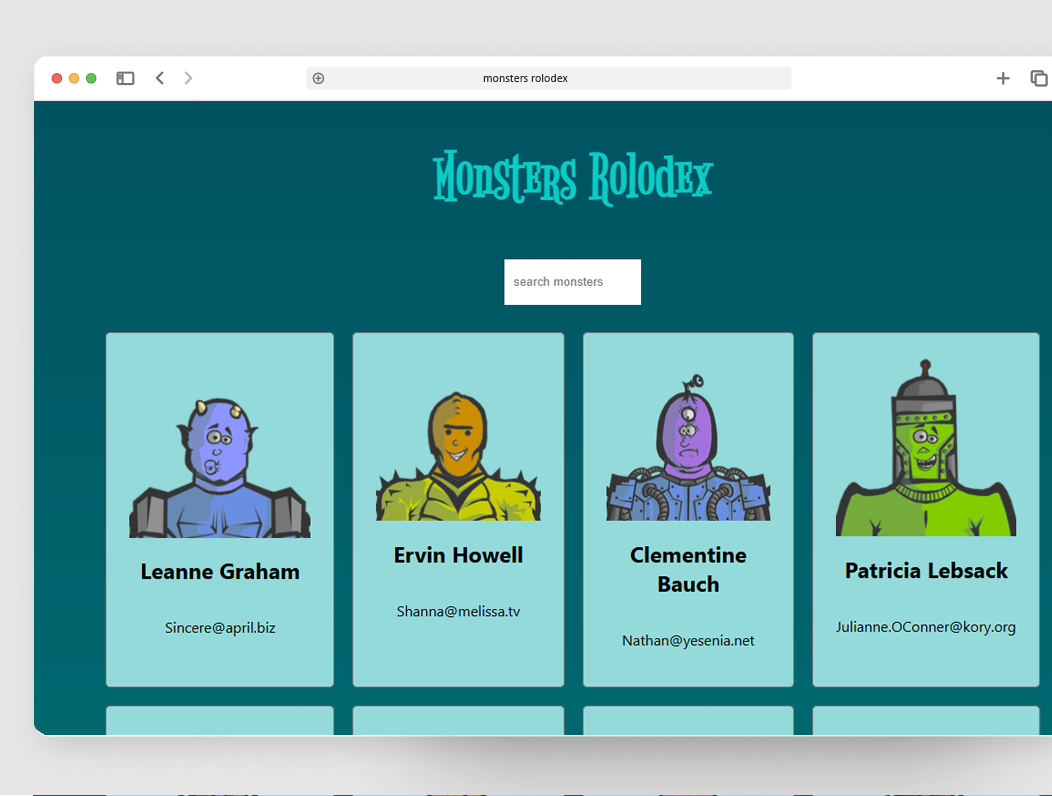 monsters rolodex
Monsters Rolodex
search monsters
Leanne Graham
Sincere@april.biz
Ervin Howell
Shanna@melissa.tv
Clementine
Bauch
Nathan@yesenia.net
Patricia Lebsack
Julianne.OConner@kory.org